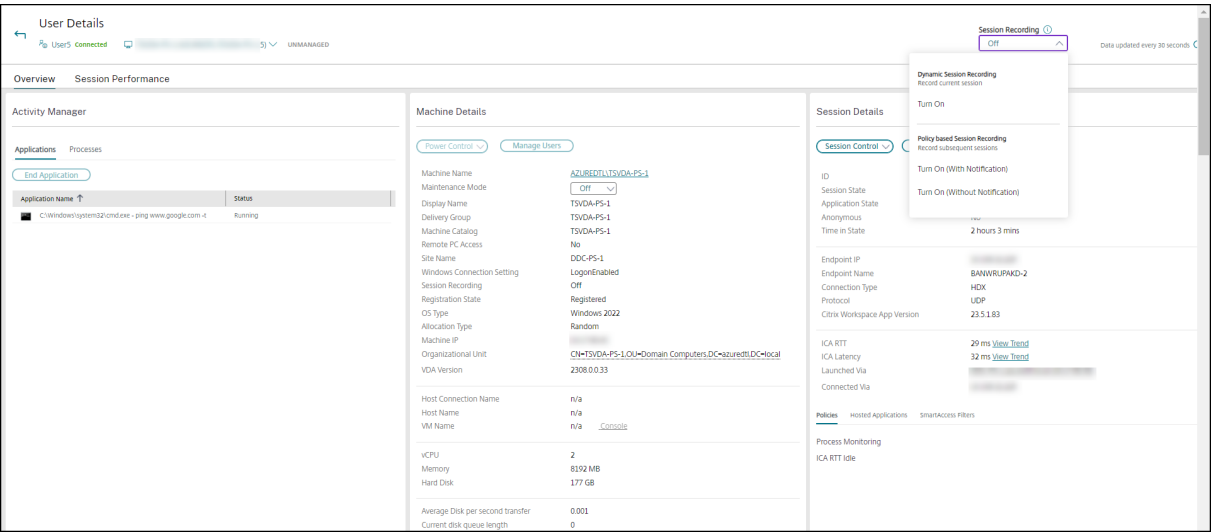 User Details
User5 Connected 5) UNMANAGED
Session Recording
Off
Data updated every 30 seconds
Dynamic Session Recording
Record current session
Turn On
Policy based Session Recording
Record subsequent sessions
Turn On (With Notification)
Turn On (Without Notification)
Overview Session Performance
Activity Manager
Applications Processes
End Application
Application Name Status
C:\Windows\system32\cmd.exe - ping www.google.com -t Running
Machine Details
Power Control Manage Users
Machine Name AZUREDTL\TSVDA-PS-1
Maintenance Mode Off
Display Name TSVDA-PS-1
Delivery Group TSVDA-PS-1
Machine Catalog TSVDA-PS-1
Remote PC Access No
Site Name DDC-PS-1
Windows Connection Setting LogonEnabled
Session Recording Off
Registration State Registered
OS Type Windows 2022
Allocation Type Random
Machine IP
Organizational Unit CN=TSVDA-PS-1,OU=Domain Computers,DC=azuredtl,DC=local
VDA Version 2308.0.0.33
Host Connection Name n/a
Host Name n/a
VM Name n/a Console
vCPU 2
Memory 8192 MB
Hard Disk 177 GB
Average Disk per second transfer 0.001
Current disk queue length 0
Session Details
Session Control
ID
Session State
Application State
Anonymous No
Time in State 2 hours 3 mins
Endpoint IP
Endpoint Name BANWRUPAKD-2
Connection Type HDX
Protocol UDP
Citrix Workspace App Version 23.5.1.83
ICA RTT 29 ms View Trend
ICA Latency 32 ms View Trend
Launched Via
Connected Via
Policies Hosted Applications SmartAccess Filters
Process Monitoring
ICA RTT Idle